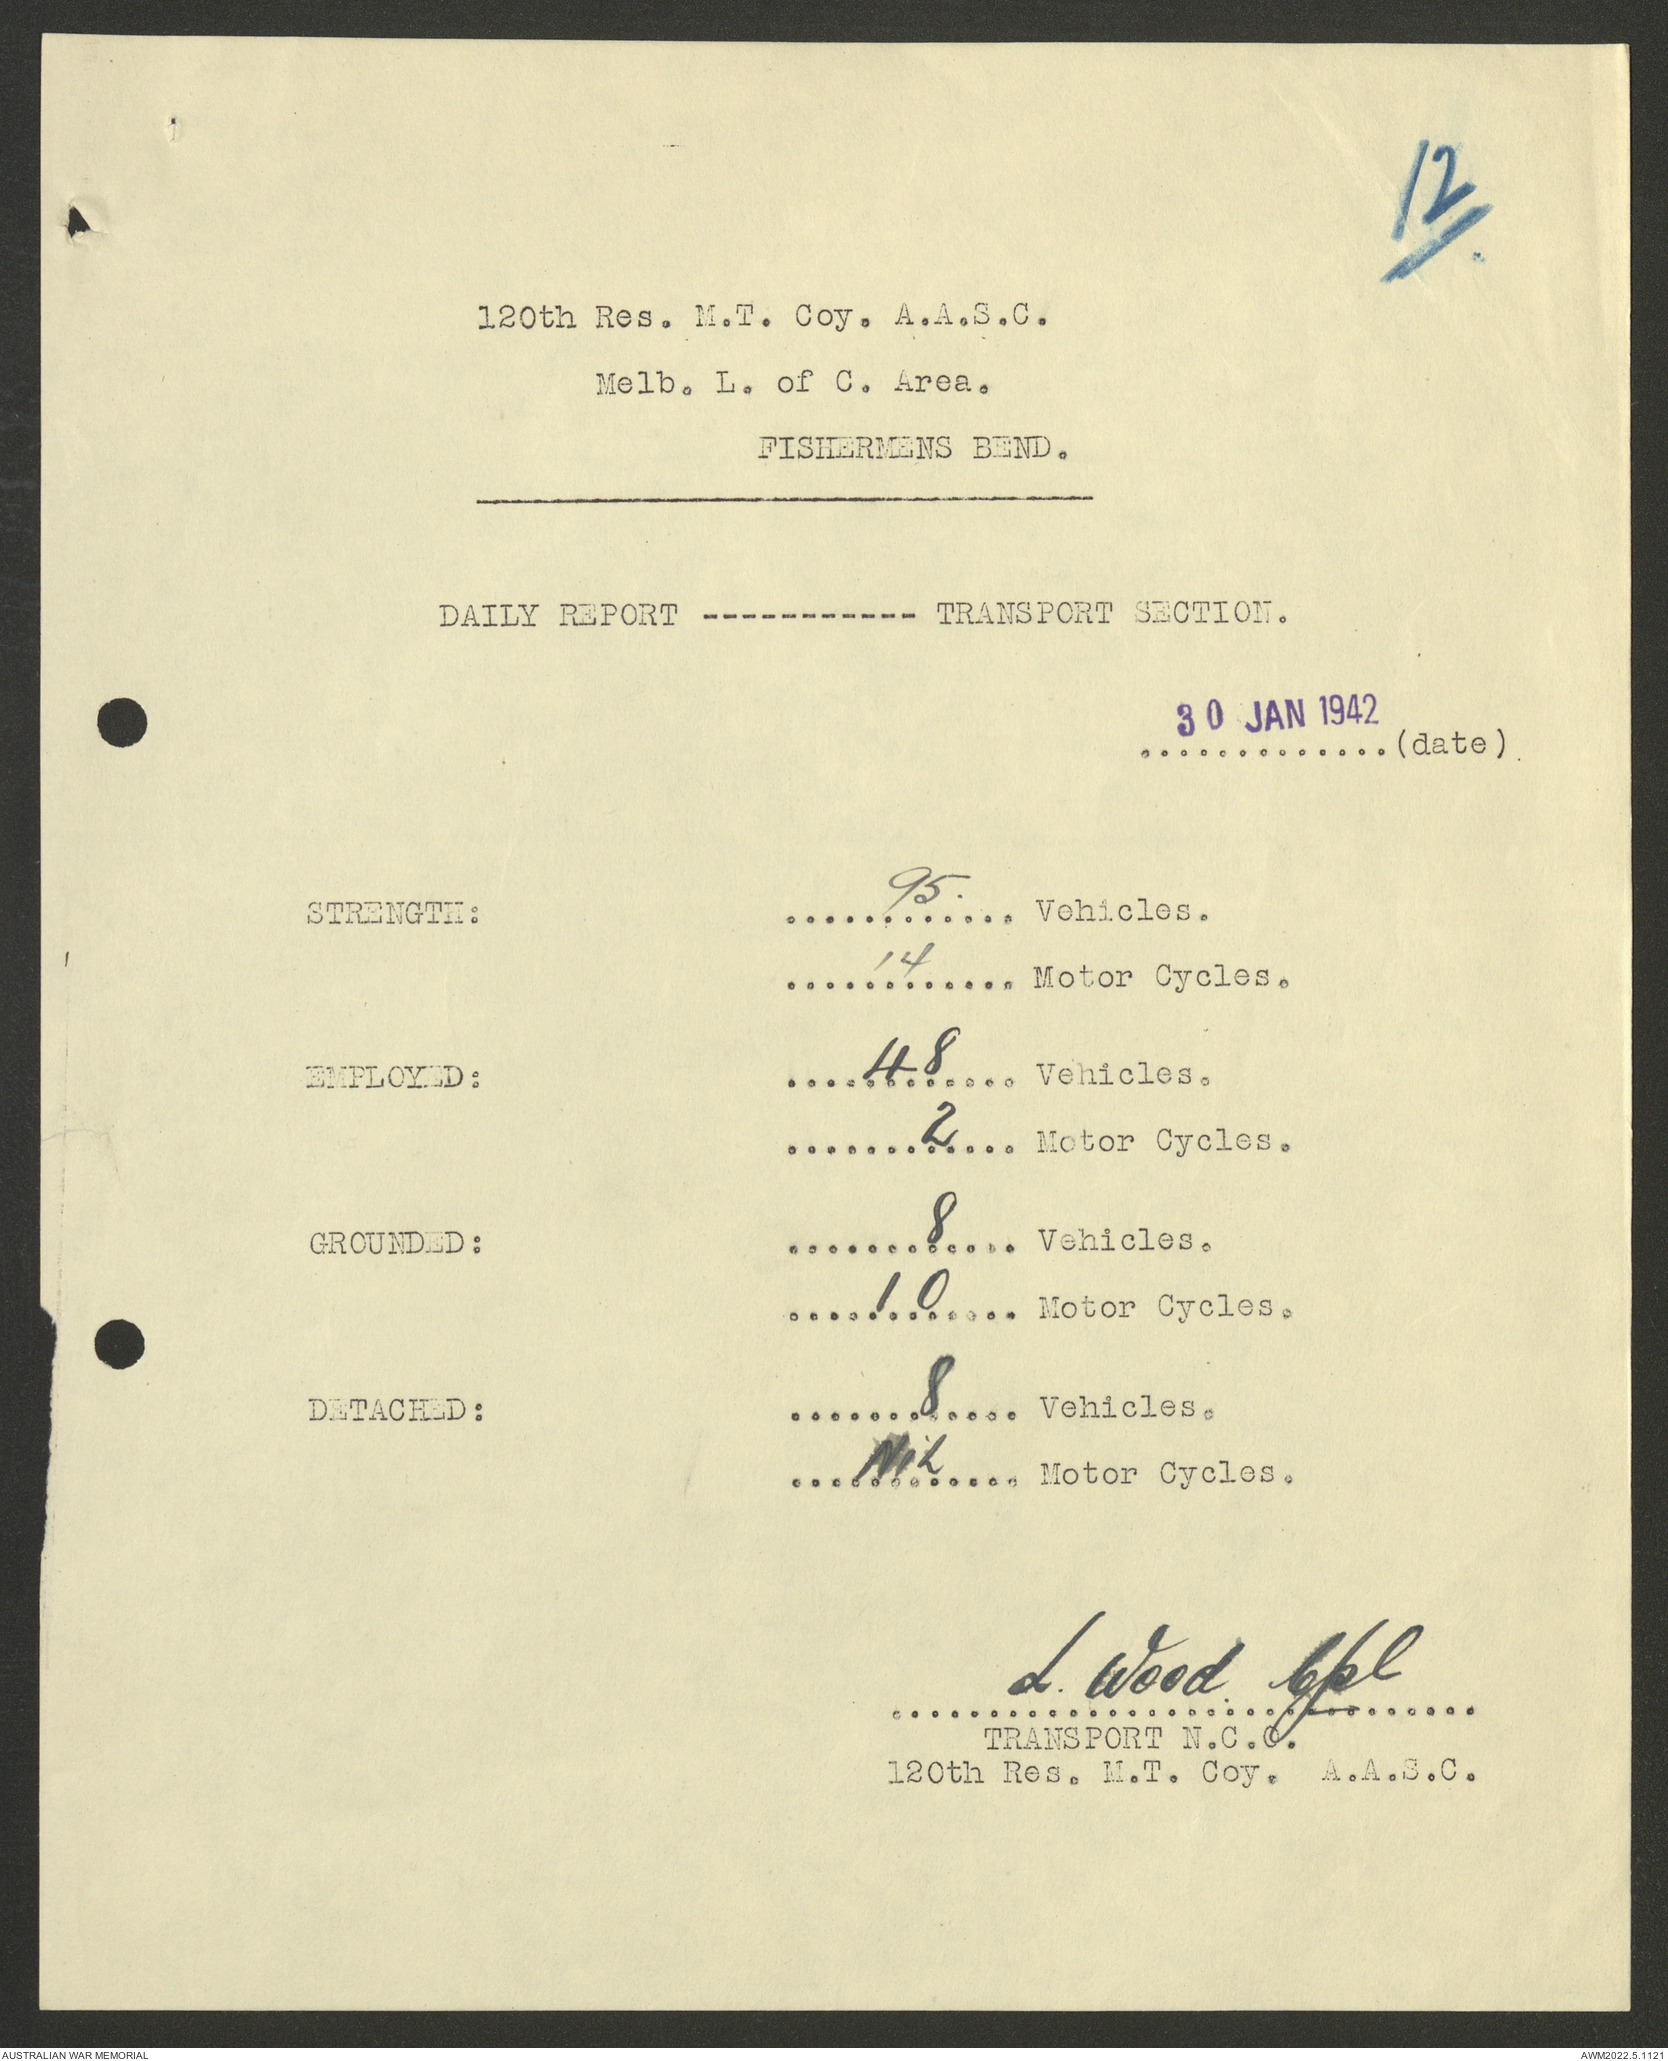 12.
120th Res. M.T. Coy. A.A.S.C.
Melb. L. of C. Area.
FISHERMENS BEND.
DAILY REPORT ----------- TRANSPORT SECTION.
30 JAN 1942
.............(date).
STRENGTH: 95. Vehicles.
14 Motor Cycles.
EMPLOYED: 48 Vehicles.
2 Motor Cycles.
GROUNDED: 8 Vehicles.
10 Motor Cycles.
DETACHED: 8 Vehicles.
Nil Motor Cycles.
L. Wood. Cpl
TRANSPORT N.C.O.
120th Res. M.T. Coy. A.A.S.C.
AUSTRALIAN WAR MEMORIAL
AWM2022.5.1121